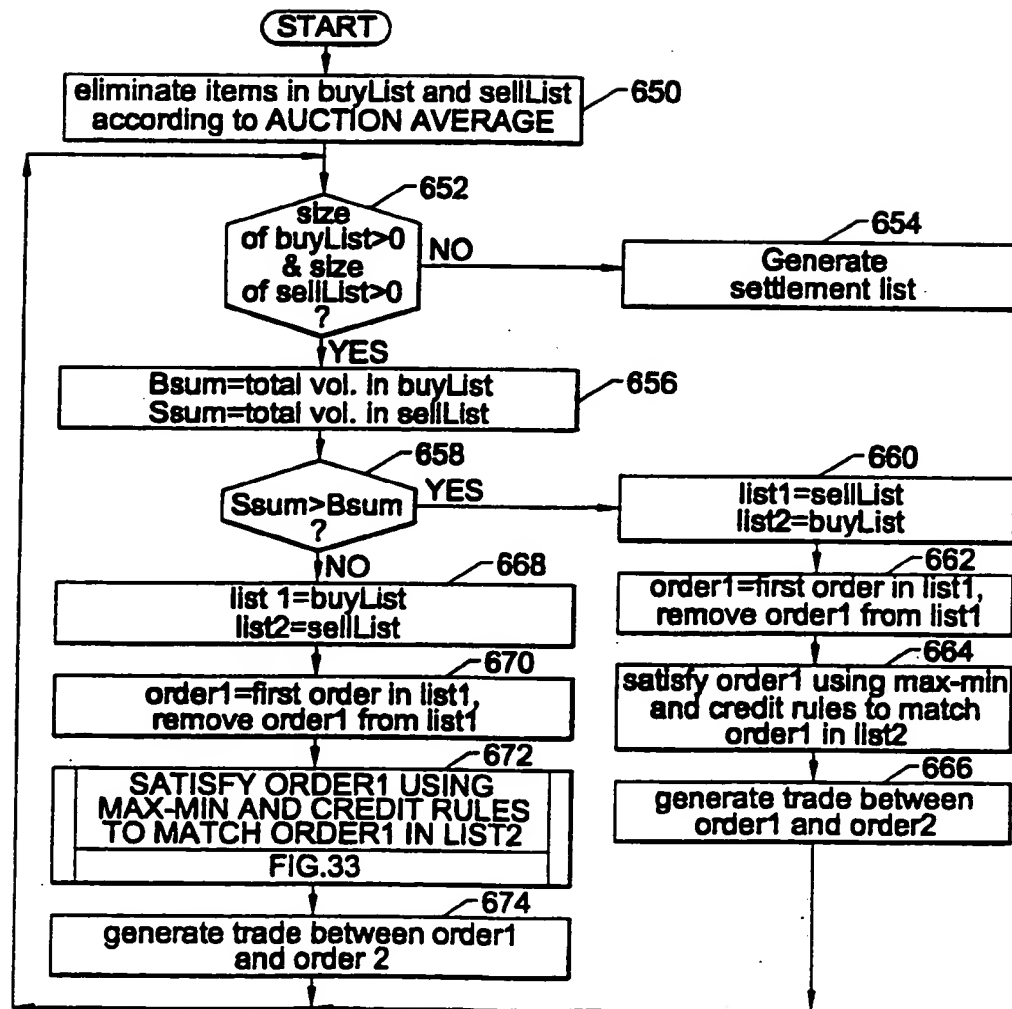 START
eliminate items in buyList and sellList
according to AUCTION AVERAGE
650
652
size
of buyList>0
& size
of sellList>0
?
NO
654
Generate
settlement list
YES
Bsum=total vol. in buyList
Ssum=total vol. in sellList
656
658
Ssum>Bsum
?
YES
660
list1=sellList
list2=buyList
NO
668
list 1=buyList
list2=sellList
662
order1=first order in list1,
remove order1 from list1
670
order1=first order in list1,
remove order1 from list1
664
satisfy order1 using max-min
and credit rules to match
order1 in list2
672
SATISFY ORDER1 USING
MAX-MIN AND CREDIT RULES
TO MATCH ORDER1 IN LIST2
FIG.33
666
generate trade between
order1 and order2
674
generate trade between order1
and order 2